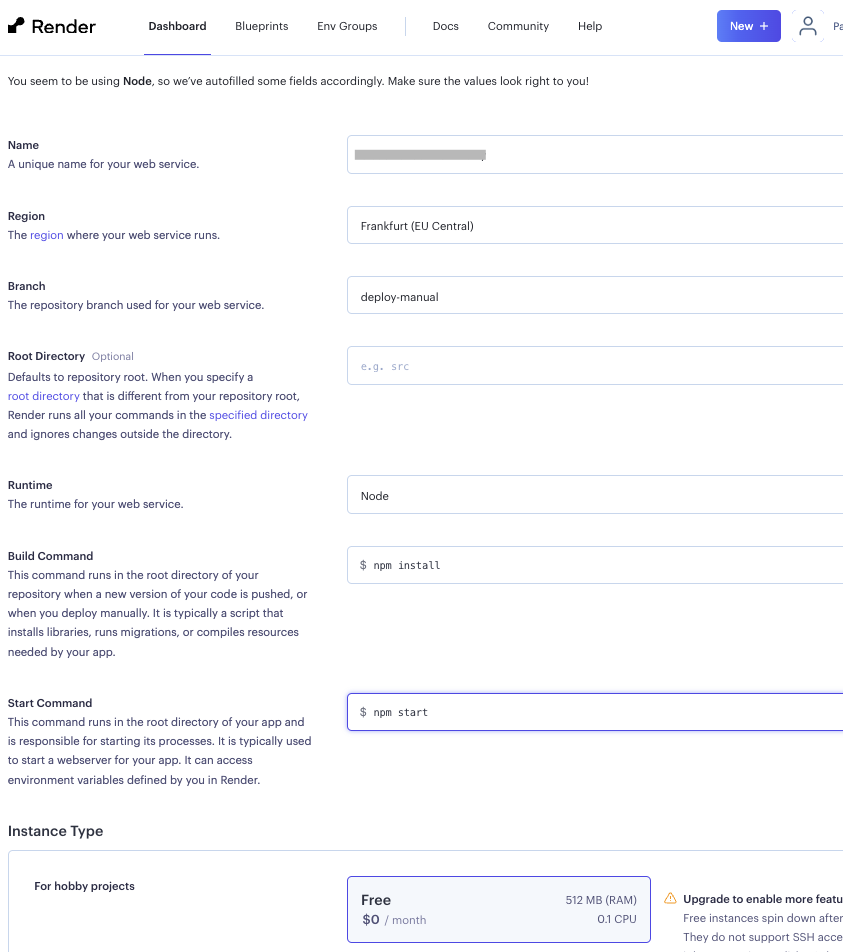 Render
Dashboard Blueprints Env Groups Docs Community Help New + Pa
You seem to be using Node, so we've autofilled some fields accordingly. Make sure the values look right to you!
Name
A unique name for your web service.
Region
The region where your web service runs.
Frankfurt (EU Central)
Branch
The repository branch used for your web service.
deploy-manual
Root Directory Optional
Defaults to repository root. When you specify a
root directory that is different from your repository root,
Render runs all your commands in the specified directory
and ignores changes outside the directory.
e.g. src
Runtime
The runtime for your web service.
Node
Build Command
This command runs in the root directory of your
repository when a new version of your code is pushed, or
when you deploy manually. It is typically a script that
installs libraries, runs migrations, or compiles resources
needed by your app.
$ npm install
Start Command
This command runs in the root directory of your app and
is responsible for starting its processes. It is typically used
to start a webserver for your app. It can access
environment variables defined by you in Render.
$ npm start
Instance Type
For hobby projects
Free 512 MB (RAM)
$0 / month 0.1 CPU
Upgrade to enable more featu
Free instances spin down after
They do not support SSH acce